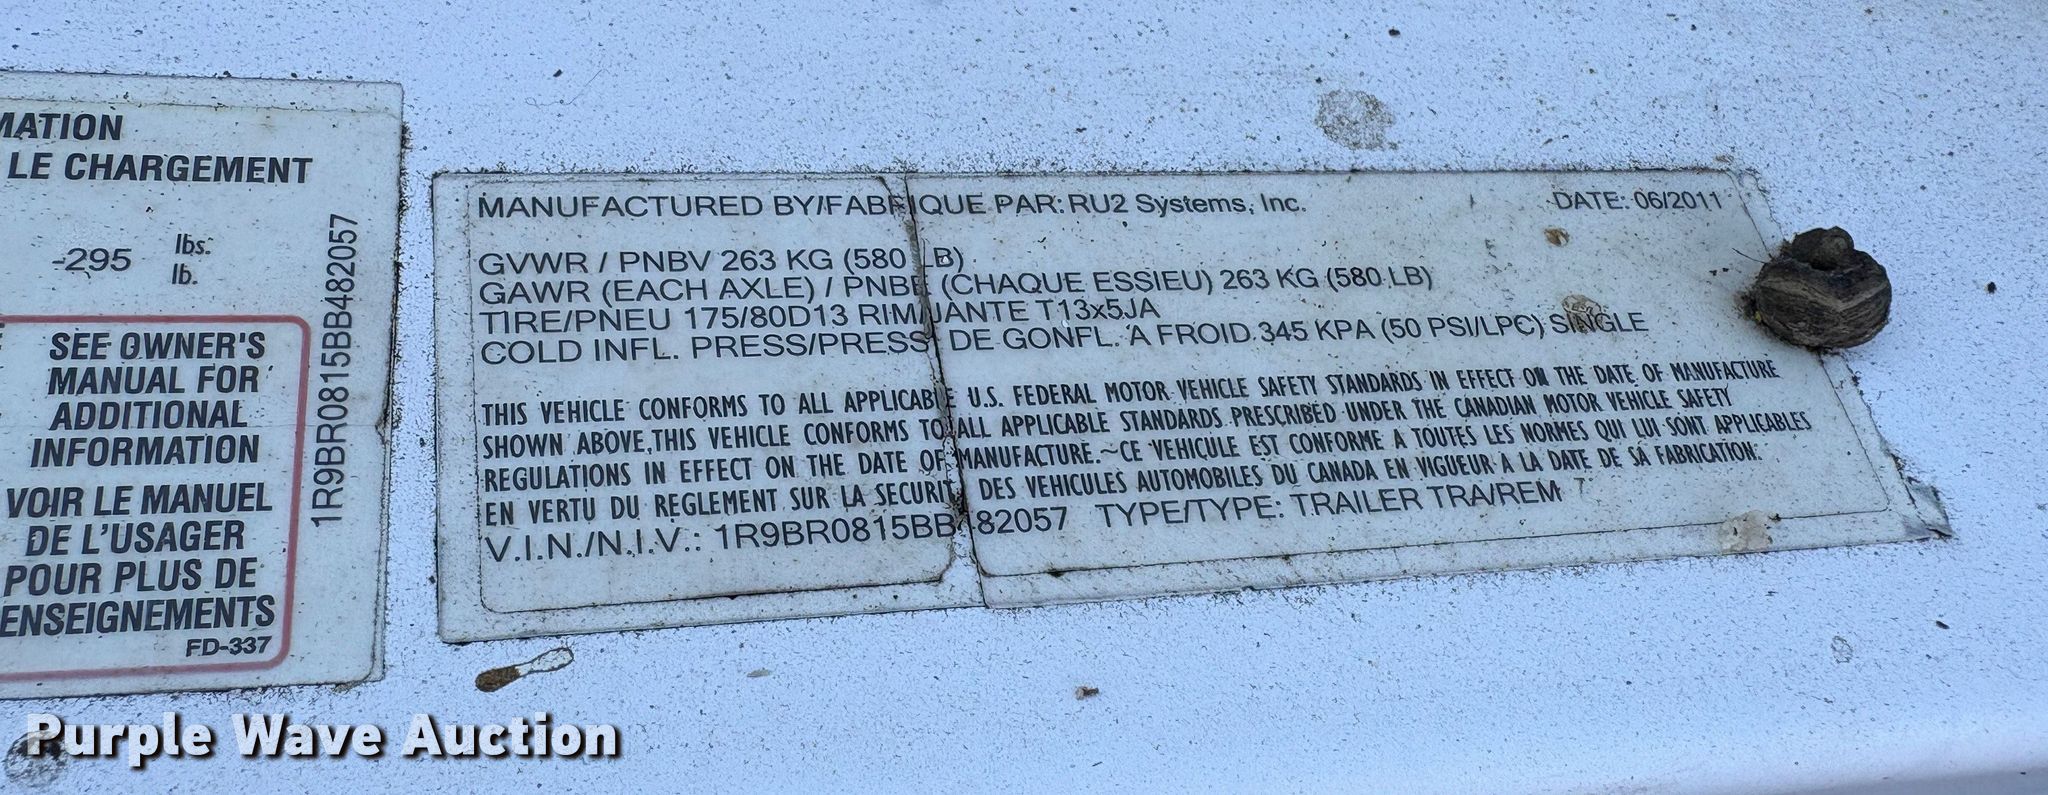 MATION
LE CHARGEMENT
-295 lbs.
lb.
SEE OWNER'S
MANUAL FOR
ADDITIONAL
INFORMATION
VOIR LE MANUEL
DE L'USAGER
POUR PLUS DE
ENSEIGNEMENTS
FD-337
1R9BR0815BB482057
MANUFACTURED BY/FABRIQUE PAR: RU2 Systems, Inc. DATE: 06/2011
GVWR / PNBV 263 KG (580 LB)
GAWR (EACH AXLE) / PNBE (CHAQUE ESSIEU) 263 KG (580 LB)
TIRE/PNEU 175/80D13 RIM/JANTE T13x5JA
COLD INFL. PRESS/PRESS. DE GONFL. A FROID 345 KPA (50 PSI/LPC) SINGLE
THIS VEHICLE CONFORMS TO ALL APPLICABLE U.S. FEDERAL MOTOR VEHICLE SAFETY STANDARDS IN EFFECT ON THE DATE OF MANUFACTURE
SHOWN ABOVE, THIS VEHICLE CONFORMS TO ALL APPLICABLE STANDARDS PRESCRIBED UNDER THE CANADIAN MOTOR VEHICLE SAFETY
REGULATIONS IN EFFECT ON THE DATE OF MANUFACTURE.~CE VEHICULE EST CONFORME A TOUTES LES NORMES QUI LUI SONT APPLICABLES
EN VERTU DU REGLEMENT SUR LA SECURITE DES VEHICULES AUTOMOBILES DU CANADA EN VIGUEUR A LA DATE DE SA FABRICATION.
V.I.N./N.I.V.: 1R9BR0815BB482057 TYPE/TYPE: TRAILER TRA/REM
Purple Wave Auction